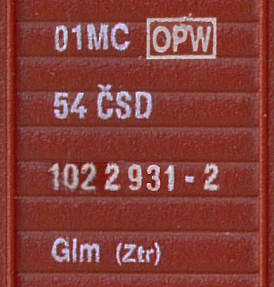 01MC OPW
54 ČSD
102 2 931 - 2
Glm (Ztr)